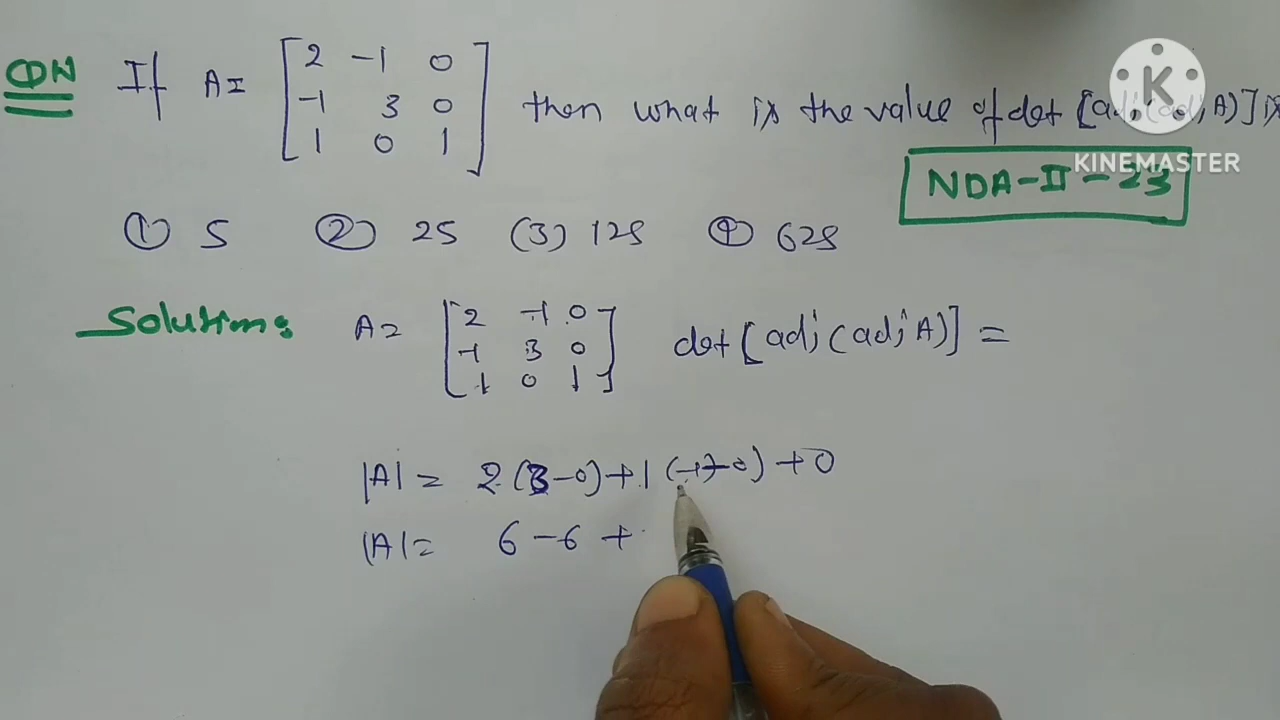 QN If A= [2 -1 0
-1 3 0
1 0 1] then what is the value of det [adj(adj A)] is
K
KINEMASTER
NDA-II-23
① 5 ② 25 (3) 125 ④ 625
Solution: A= [2 -1 0
-1 3 0
1 0 1] det [adj(adj A)] =
|A| = 2(3-0)+1(-1-0)+0
|A| = 6-6+